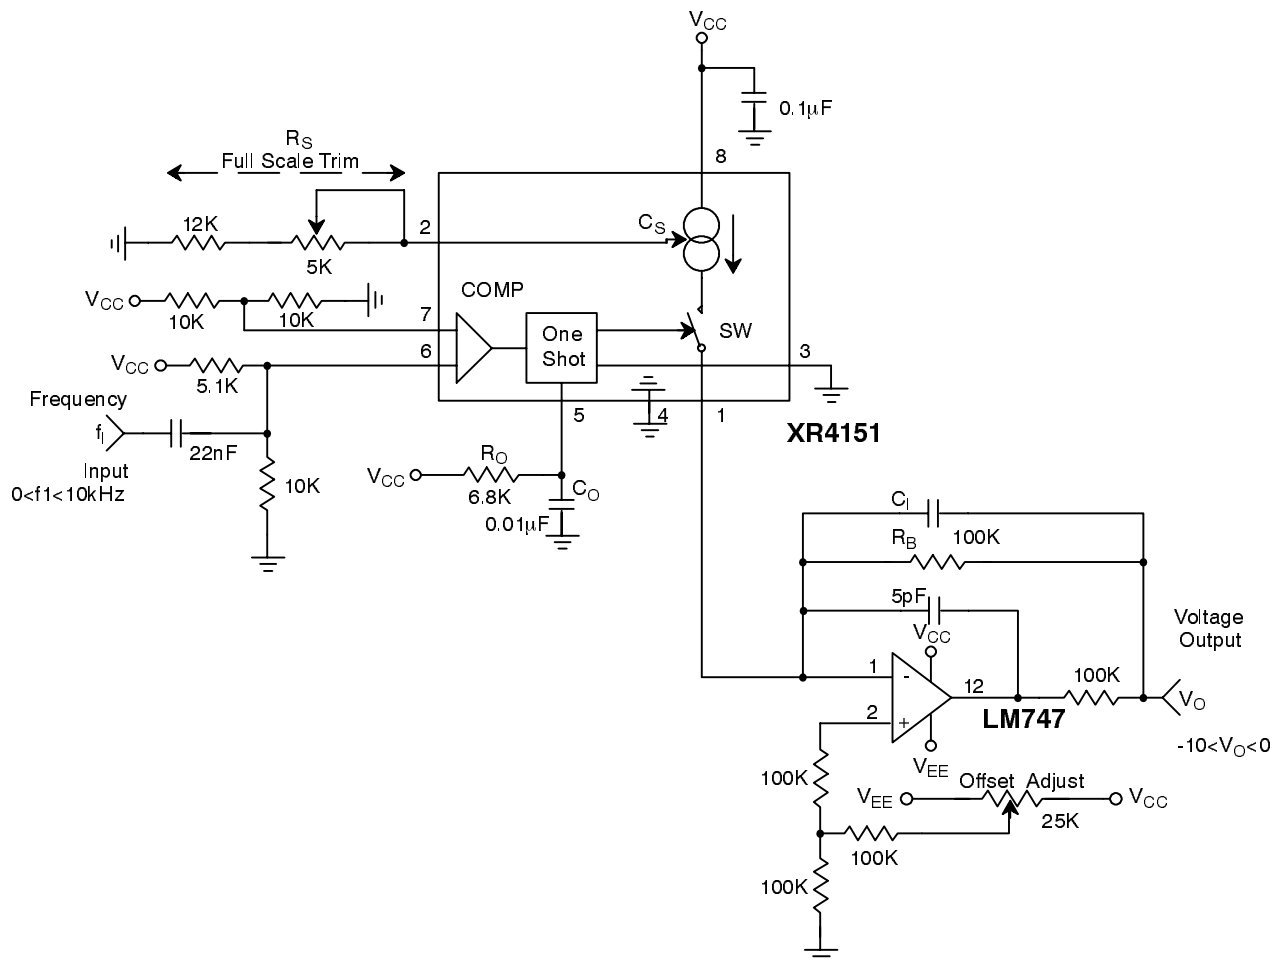 VCC
0.1µF
8
RS
Full Scale Trim
12K
5K
2
CS
VCC
10K
10K
7
COMP
One
Shot
SW
3
VCC
5.1K
6
Frequency
fI
Input
0<f1<10kHz
22nF
10K
5
4
1
XR4151
VCC
RO
6.8K
CO
0.01µF
CI
100K
RB
5pF
VCC
Voltage
Output
1
-
12
100K
2
+
LM747
VO
-10<VO<0
VEE
100K
Offset Adjust
VEE
VCC
25K
100K
100K